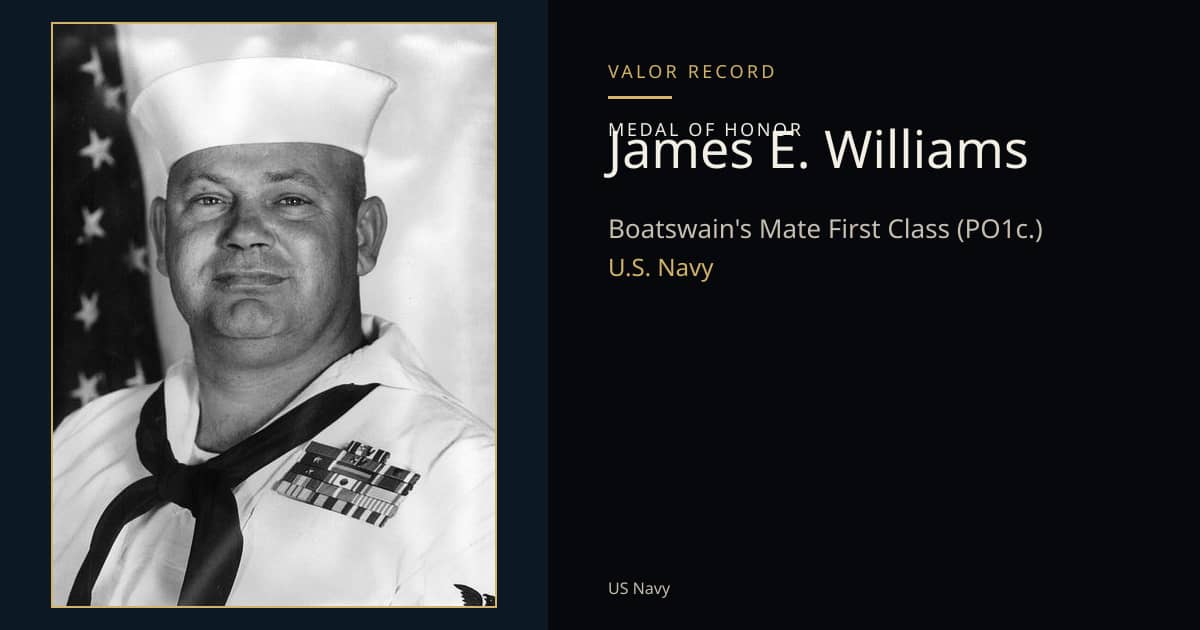 VALOR RECORD
MEDAL OF HONOR
James E. Williams
Boatswain's Mate First Class (PO1c.)
U.S. Navy
US Navy